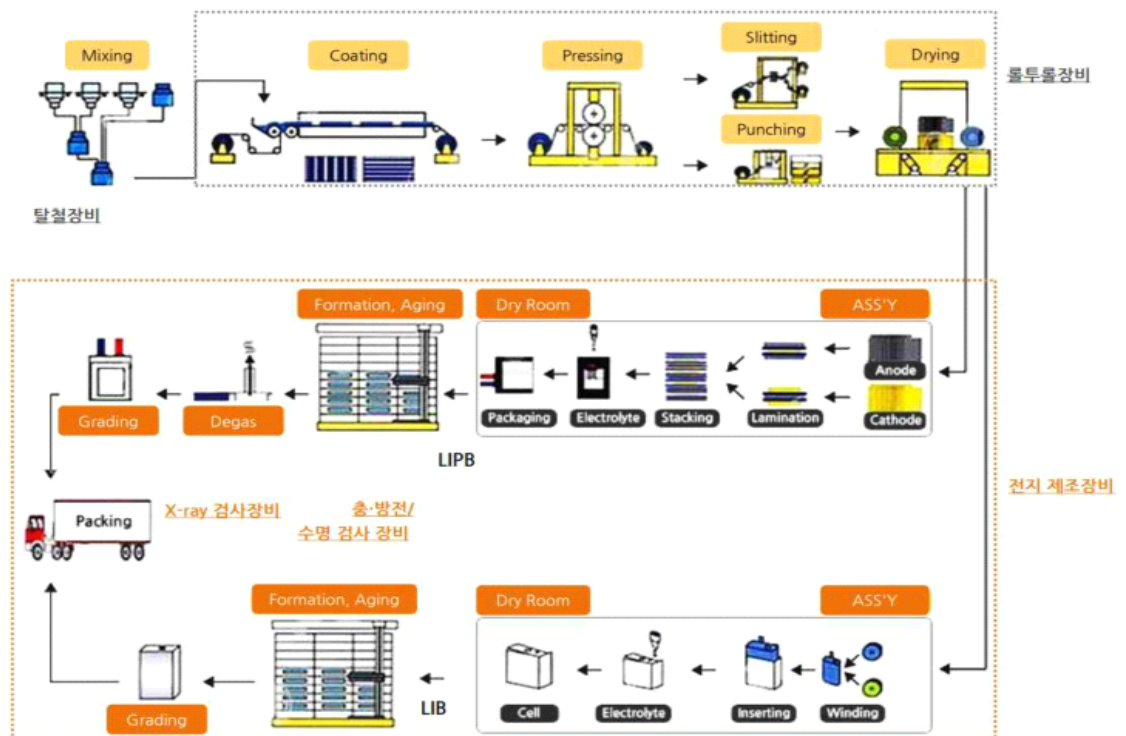 Mixing
Coating
Pressing
Slitting
Punching
Drying
롤투롤장비
탈철장비
Formation, Aging
Dry Room
ASS'Y
Anode
Cathode
Grading
Degas
Packaging
Electrolyte
Stacking
Lamination
LIPB
Packing
X-ray 검사장비
충·방전/
수명 검사 장비
전지 제조장비
Formation, Aging
Dry Room
ASS'Y
Grading
LIB
Cell
Electrolyte
Inserting
Winding